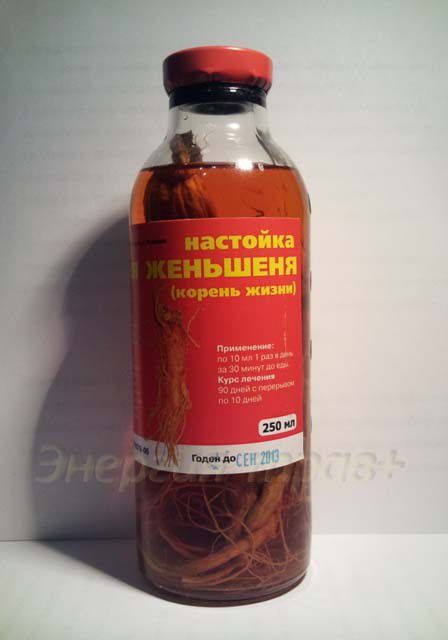 настойка
женьшеня
(корень жизни)
Применение:
по 10 мл 1 раз в день
за 30 минут до еды.
Курс лечения
90 дней с перерывом
по 10 дней
250 мл
Годен до СЕН 2013